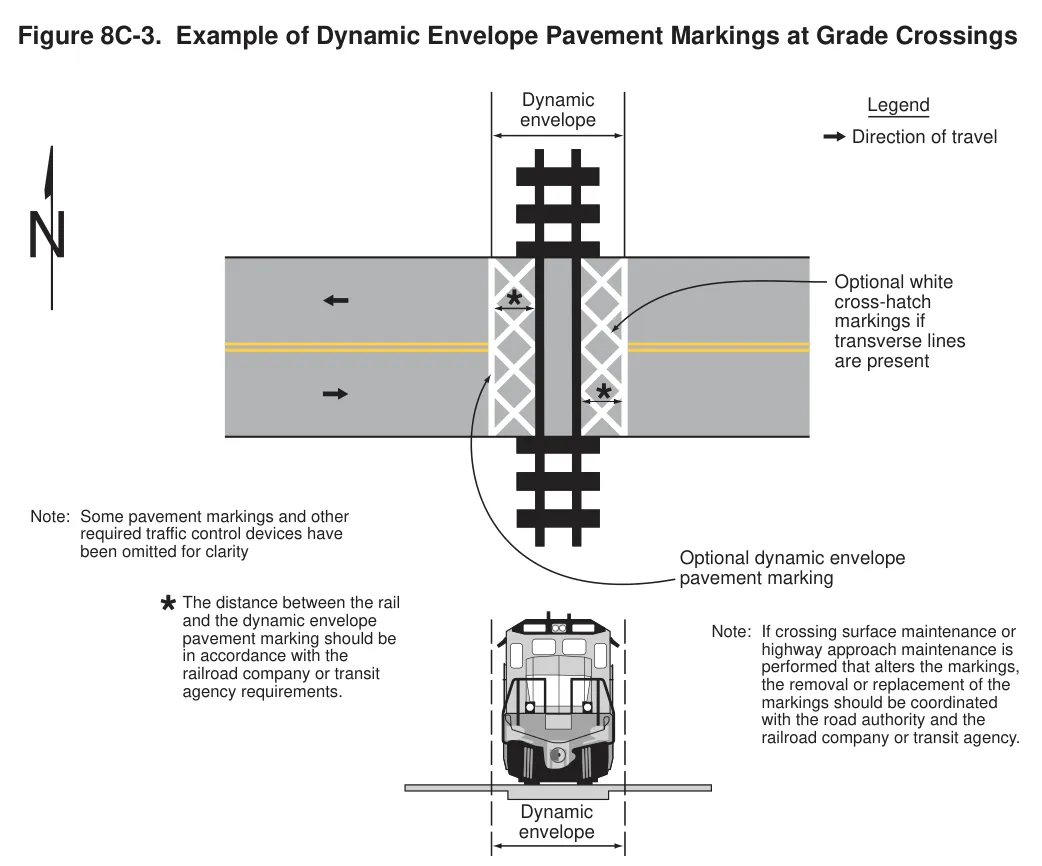 Figure 8C-3.  Example of Dynamic Envelope Pavement Markings at Grade Crossings
Dynamic
envelope
Legend
Direction of travel
N
Optional white
cross-hatch
markings if
transverse lines
are present
*
*
Note: Some pavement markings and other
required traffic control devices have
been omitted for clarity
Optional dynamic envelope
pavement marking
* The distance between the rail
and the dynamic envelope
pavement marking should be
in accordance with the
railroad company or transit
agency requirements.
Note: If crossing surface maintenance or
highway approach maintenance is
performed that alters the markings,
the removal or replacement of the
markings should be coordinated
with the road authority and the
railroad company or transit agency.
Dynamic
envelope